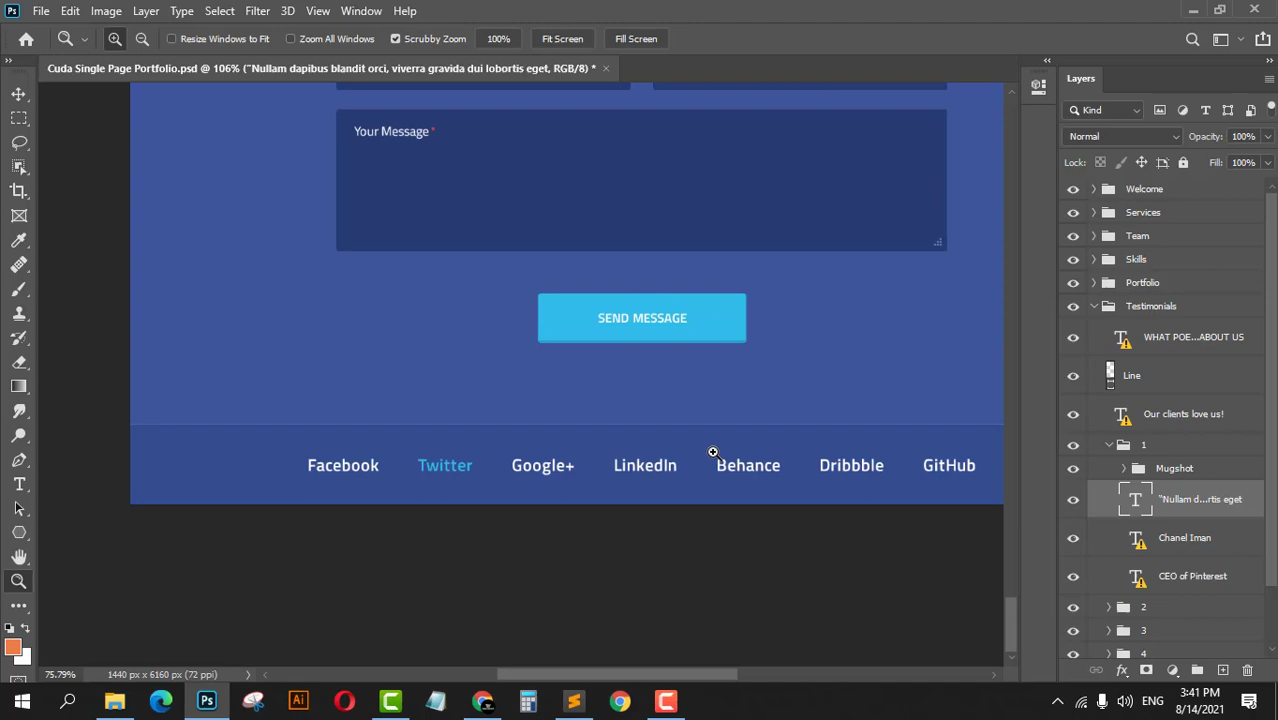 Ps File Edit Image Layer Type Select Filter 3D View Window Help
Resize Windows to Fit Zoom All Windows Scrubby Zoom 100% Fit Screen Fill Screen
Cuda Single Page Portfolio.psd @ 106% ("Nullam dapibus blandit orci, viverra gravida dui lobortis eget, RGB/8) *
Layers
Kind
Normal Opacity: 100%
Lock: Fill: 100%
Welcome
Services
Team
Skills
Portfolio
Testimonials
WHAT POE...ABOUT US
Line
Our clients love us!
1
Mugshot
"Nullam d...rtis eget
Chanel Iman
CEO of Pinterest
2
3
4
Your Message *
SEND MESSAGE
Facebook Twitter Google+ LinkedIn Behance Dribbble GitHub
75.79% 1440 px x 6160 px (72 ppi)
Ps Ai ENG 3:41 PM
8/14/2021